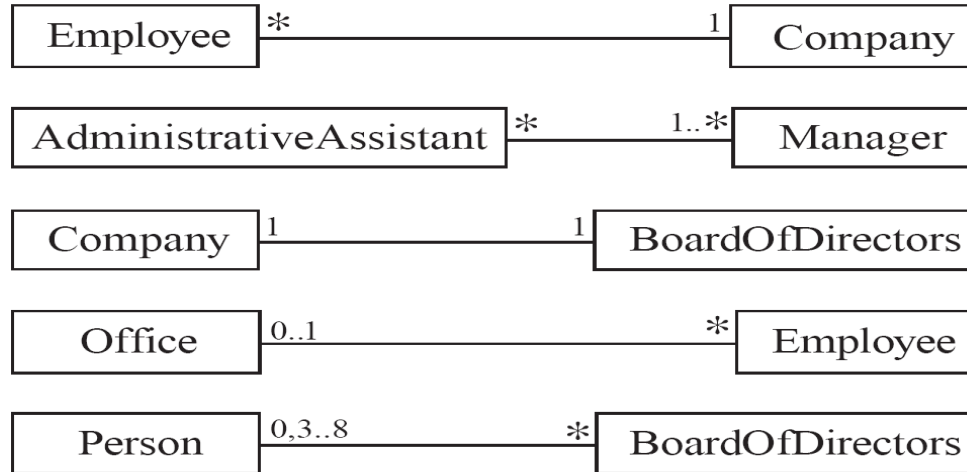 Employee * 1 Company
AdministrativeAssistant * 1..* Manager
Company 1 1 BoardOfDirectors
Office 0..1 * Employee
Person 0,3..8 * BoardOfDirectors